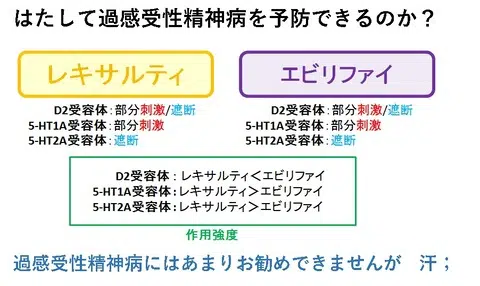 はたして過感受性精神病を予防できるのか？
レキサルティ
エビリファイ
D2受容体：部分刺激/遮断
5-HT1A受容体：部分刺激
5-HT2A受容体：遮断
D2受容体：部分刺激/遮断
5-HT1A受容体：部分刺激
5-HT2A受容体：遮断
D2受容体：レキサルティ＜エビリファイ
5-HT1A受容体：レキサルティ＞エビリファイ
5-HT2A受容体：レキサルティ＞エビリファイ
作用強度
過感受性精神病にはあまりお勧めできませんが　汗；